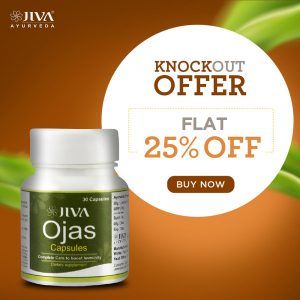 JIVA®
AYURVEDA
KNOCKOUT
OFFER
FLAT
25% OFF
BUY NOW
30 Capsules
JIVA
Ojas
Capsules
Complete Care to boost Immunity
Dietary supplement